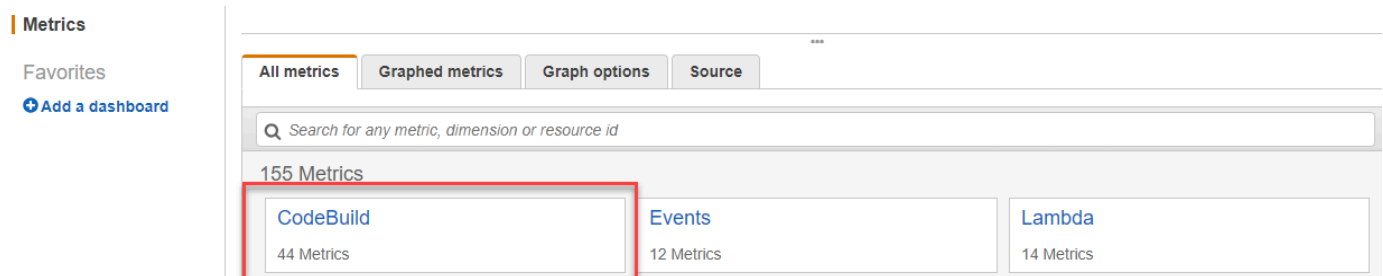 Metrics
Favorites
Add a dashboard
All metrics Graphed metrics Graph options Source
Search for any metric, dimension or resource id
155 Metrics
CodeBuild Events Lambda
44 Metrics 12 Metrics 14 Metrics